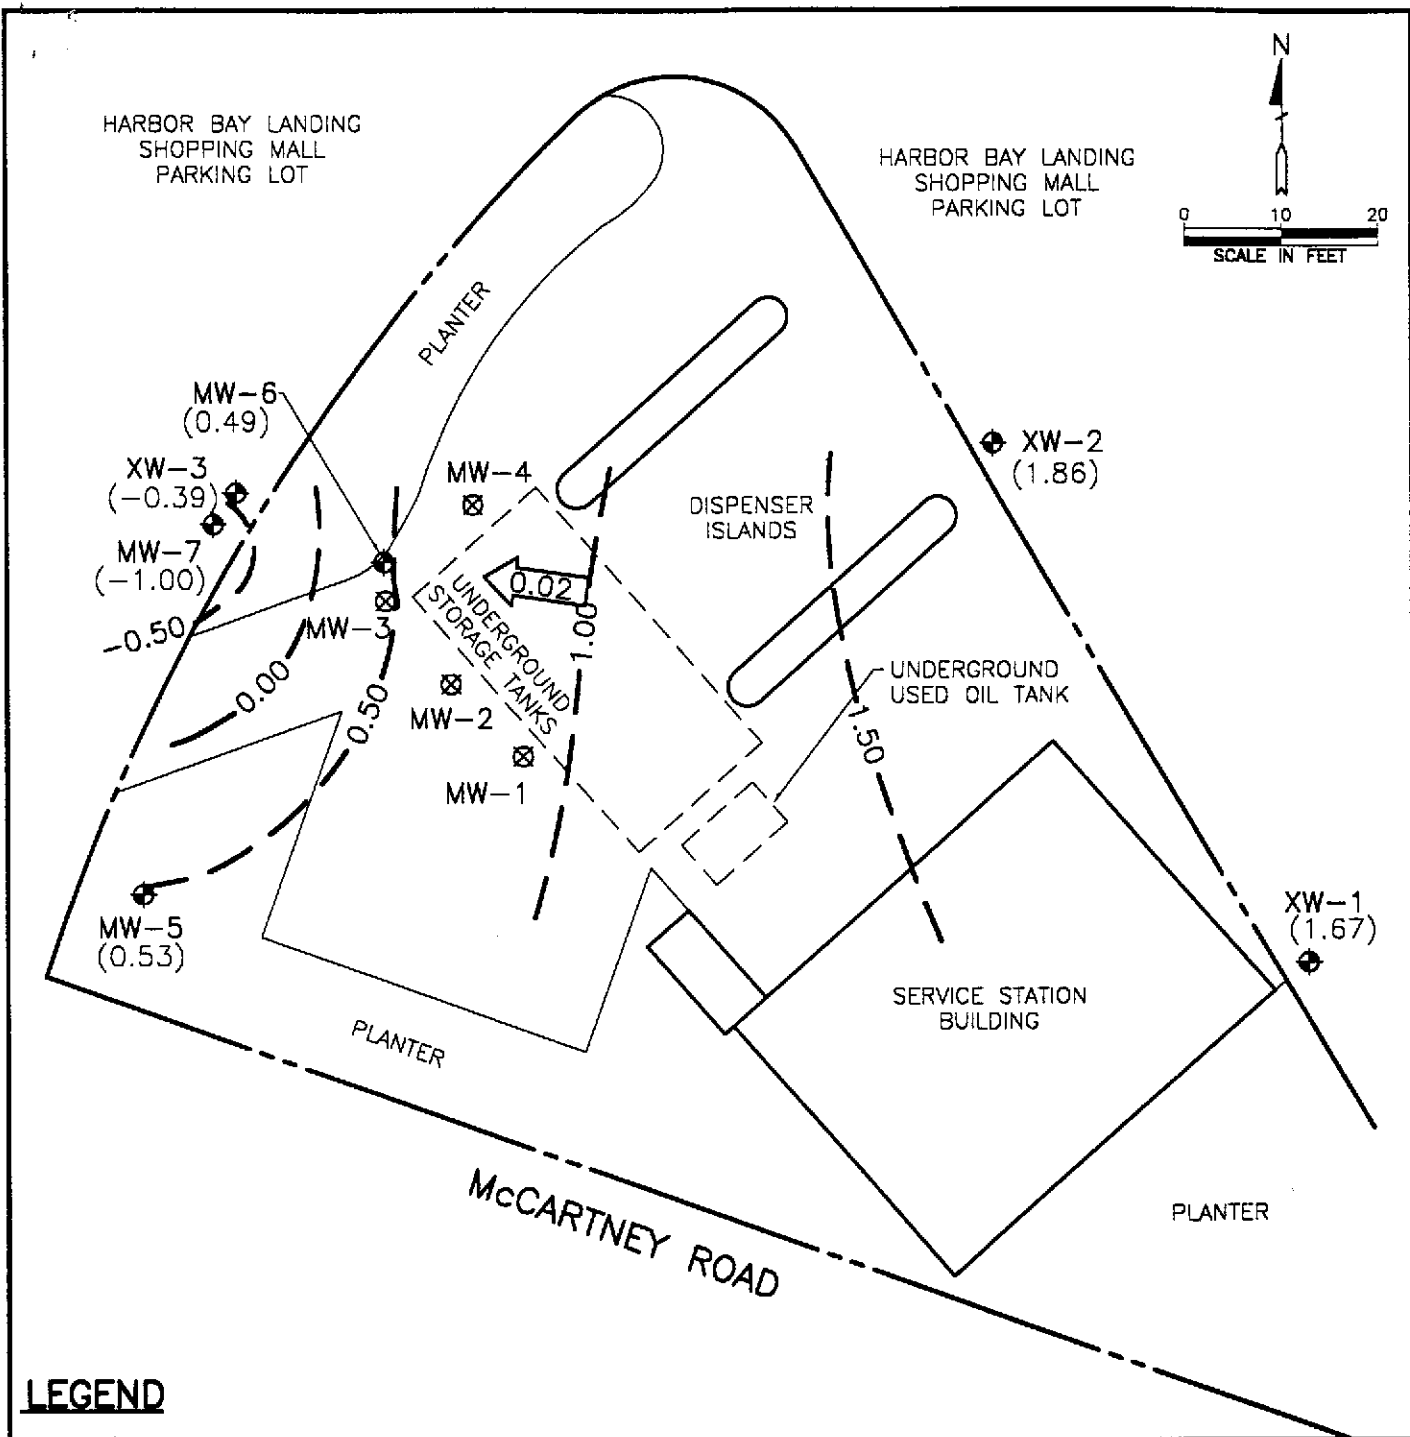 N
HARBOR BAY LANDING
SHOPPING MALL
PARKING LOT
HARBOR BAY LANDING
SHOPPING MALL
PARKING LOT
0 10 20
SCALE IN FEET
PLANTER
MW-6
(0.49)
XW-3
(-0.39)
MW-7
(-1.00)
MW-4
XW-2
(1.86)
DISPENSER
ISLANDS
0.02
UNDERGROUND
STORAGE TANKS
MW-3
-0.50
0.00
0.50
1.00
1.50
MW-2
MW-1
UNDERGROUND
USED OIL TANK
MW-5
(0.53)
XW-1
(1.67)
SERVICE STATION
BUILDING
PLANTER
McCARTNEY ROAD
PLANTER
LEGEND